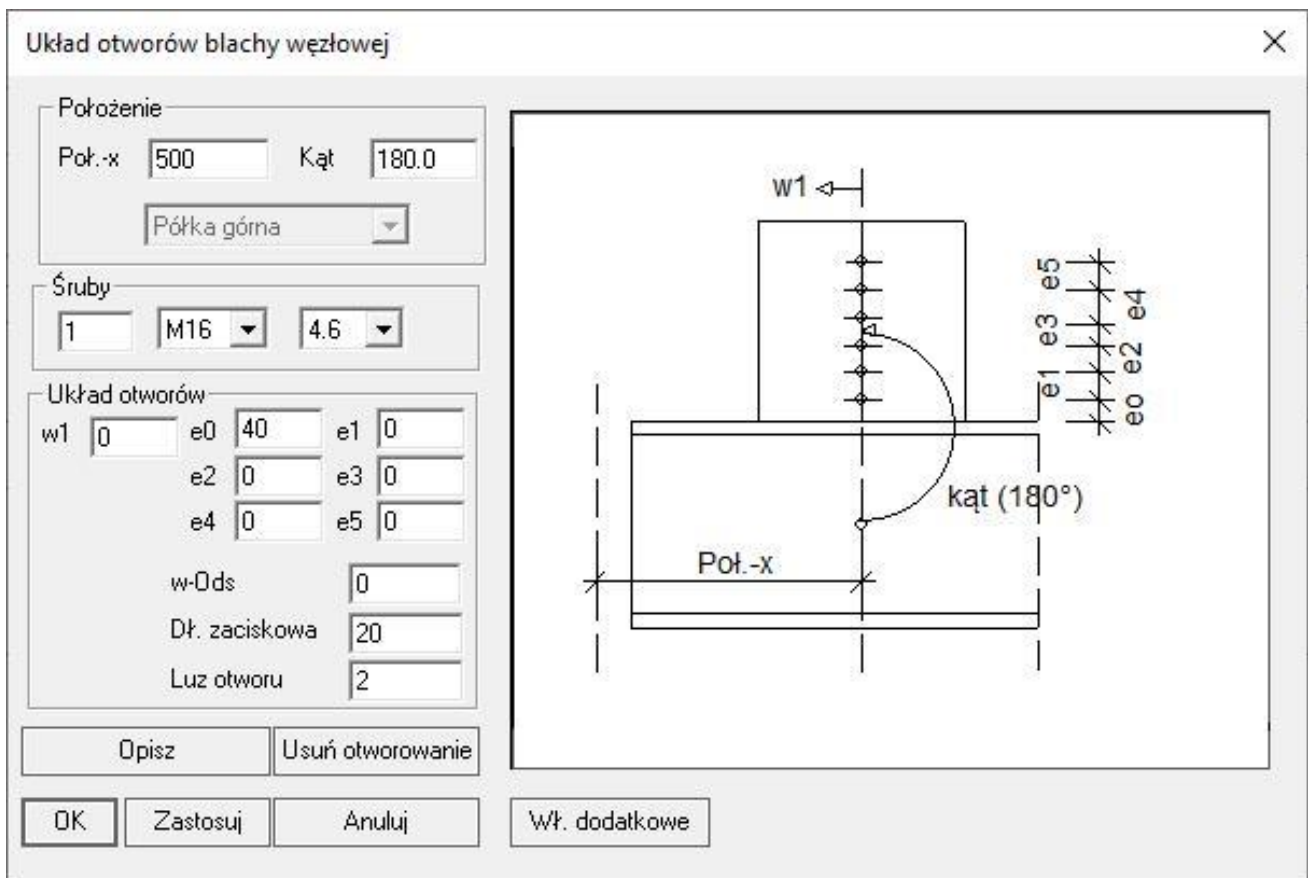 Układ otworów blachy węzłowej
Położenie
Poł.-x 500 Kąt 180.0
Półka górna
Śruby
1 M16 4.6
Układ otworów
w1 0 e0 40 e1 0
e2 0 e3 0
e4 0 e5 0
w-Ods 0
Dł. zaciskowa 20
Luz otworu 2
Opisz Usuń otworowanie
OK Zastosuj Anuluj Wł. dodatkowe
w1
e5
e4
e3
e2
e1
e0
kąt (180°)
Poł.-x